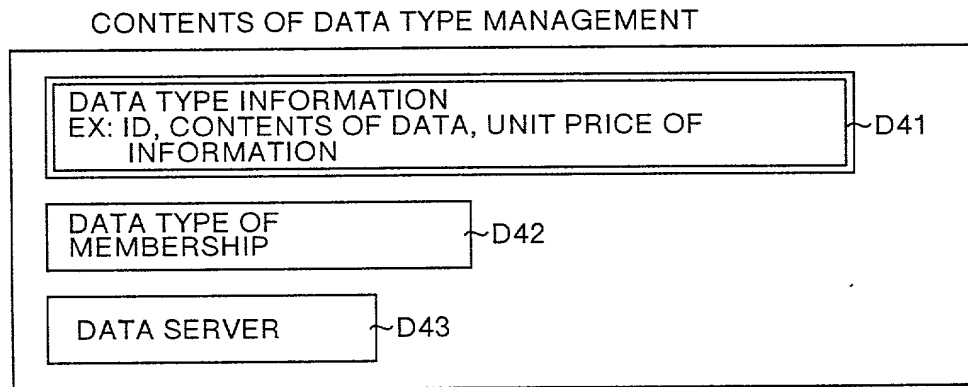 CONTENTS OF DATA TYPE MANAGEMENT
DATA TYPE INFORMATION
EX: ID, CONTENTS OF DATA, UNIT PRICE OF
INFORMATION
~D41
DATA TYPE OF
MEMBERSHIP
~D42
DATA SERVER
~D43